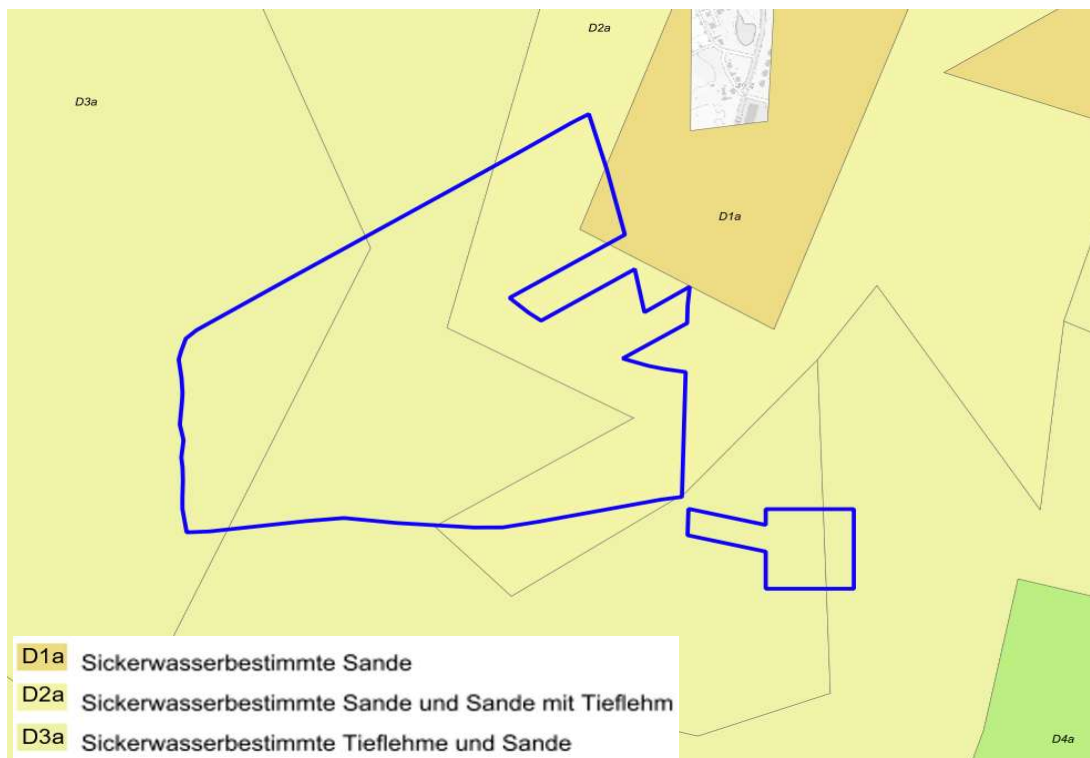 D2a
D3a
D1a
D1a Sickerwasserbestimmte Sande
D2a Sickerwasserbestimmte Sande und Sande mit Tieflehm
D3a Sickerwasserbestimmte Tieflehme und Sande
D4a